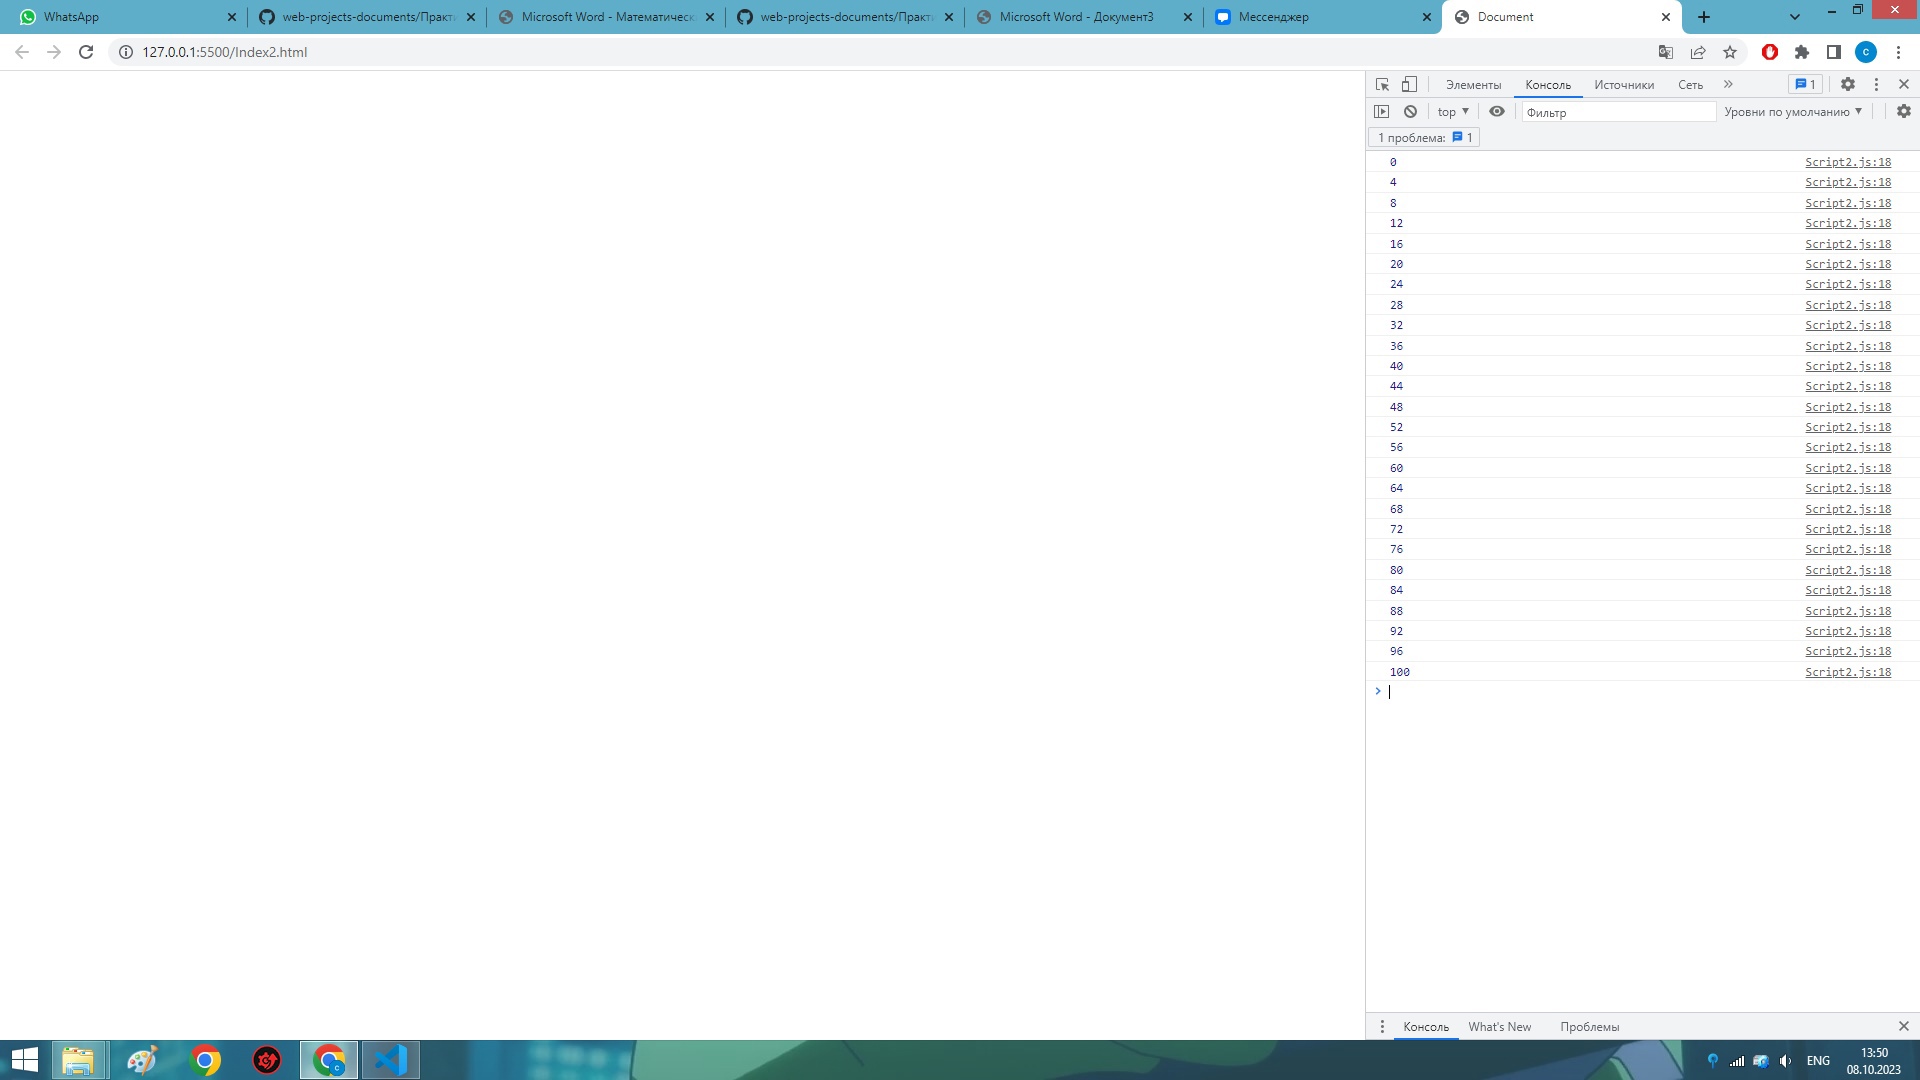 WhatsApp
web-projects-documents/Практи
Microsoft Word - Математическ
web-projects-documents/Практи
Microsoft Word - Документ3
Мессенджер
Document
127.0.0.1:5500/Index2.html
с
Элементы Консоль Источники Сеть 1
top Фильтр Уровни по умолчанию
1 проблема: 1
0 Script2.js:18
4 Script2.js:18
8 Script2.js:18
12 Script2.js:18
16 Script2.js:18
20 Script2.js:18
24 Script2.js:18
28 Script2.js:18
32 Script2.js:18
36 Script2.js:18
40 Script2.js:18
44 Script2.js:18
48 Script2.js:18
52 Script2.js:18
56 Script2.js:18
60 Script2.js:18
64 Script2.js:18
68 Script2.js:18
72 Script2.js:18
76 Script2.js:18
80 Script2.js:18
84 Script2.js:18
88 Script2.js:18
92 Script2.js:18
96 Script2.js:18
100 Script2.js:18
Консоль What's New Проблемы
с
ENG
13:50
08.10.2023